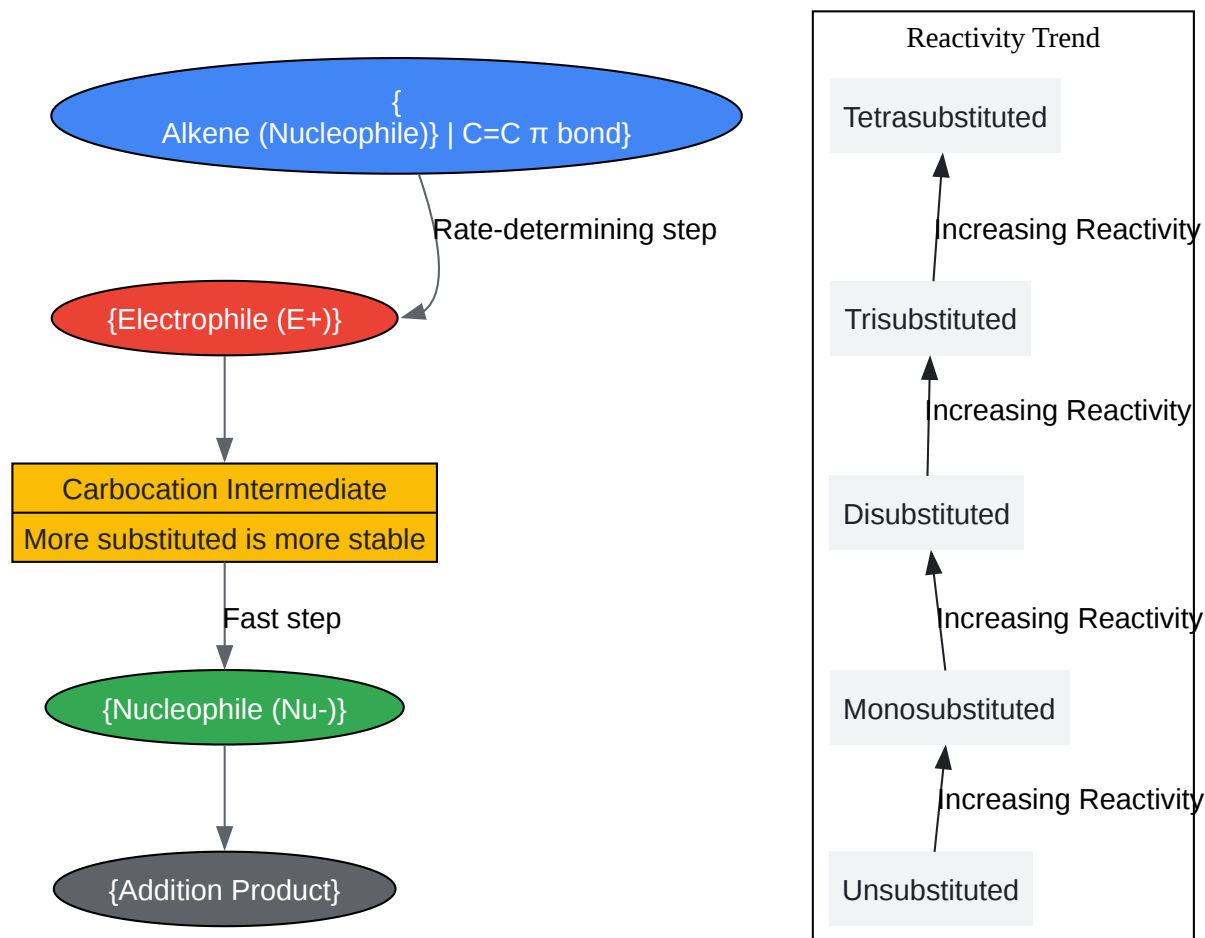 {
Alkene (Nucleophile)} | C=C π bond}
Rate-determining step
{Electrophile (E+)}
Carbocation Intermediate
More substituted is more stable
Fast step
{Nucleophile (Nu-)}
{Addition Product}
Reactivity Trend
Tetrasubstituted
Increasing Reactivity
Trisubstituted
Increasing Reactivity
Disubstituted
Increasing Reactivity
Monosubstituted
Increasing Reactivity
Unsubstituted